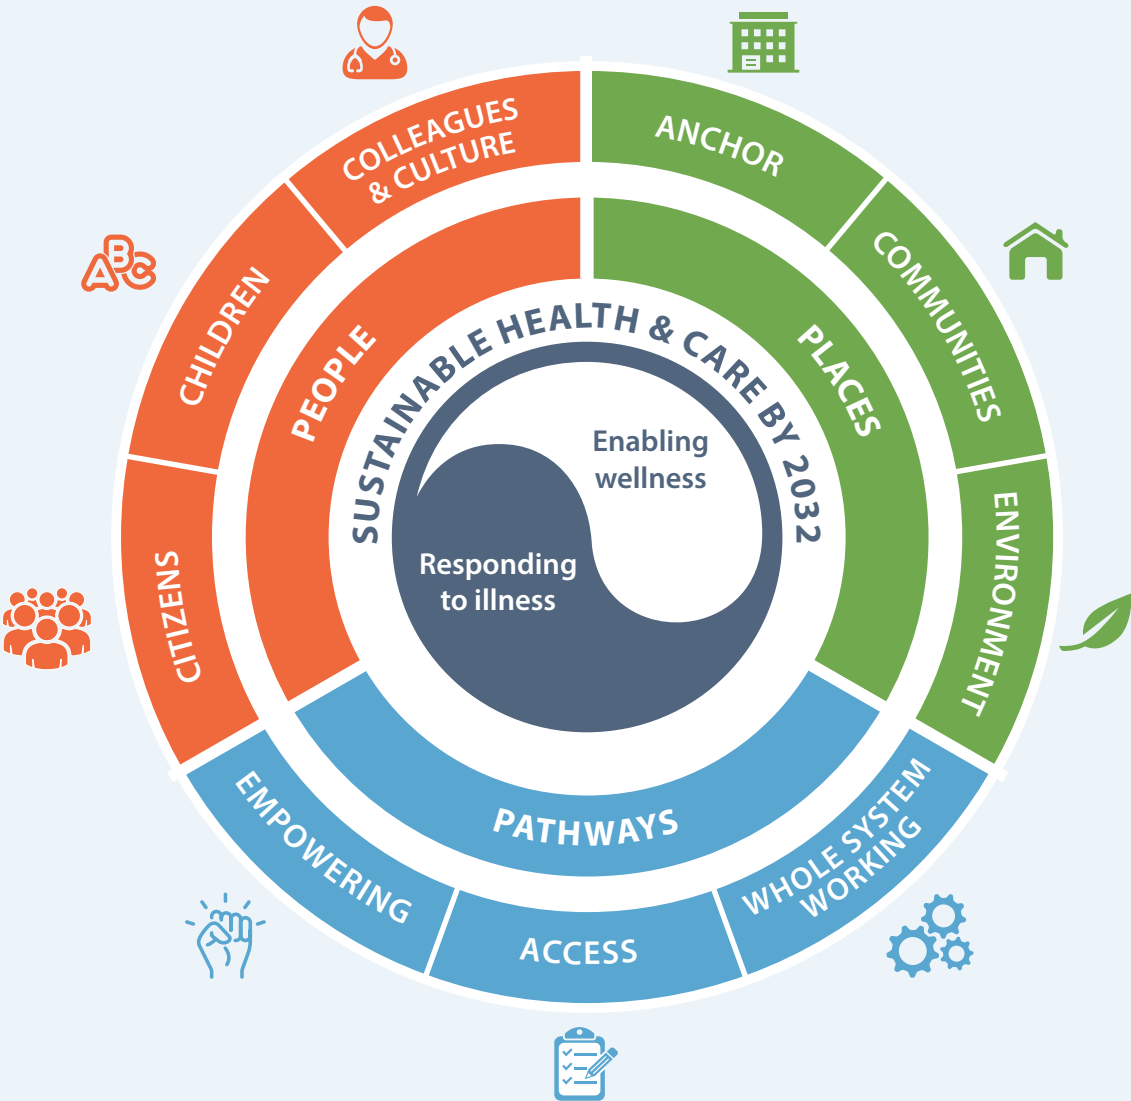 COLLEAGUES
& CULTURE
ANCHOR
CHILDREN
COMMUNITIES
CITIZENS
ENVIRONMENT
EMPOWERING
ACCESS
WHOLE SYSTEM
WORKING
PEOPLE
PLACES
PATHWAYS
SUSTAINABLE HEALTH & CARE BY 2032
Enabling
wellness
Responding
to illness
ABC